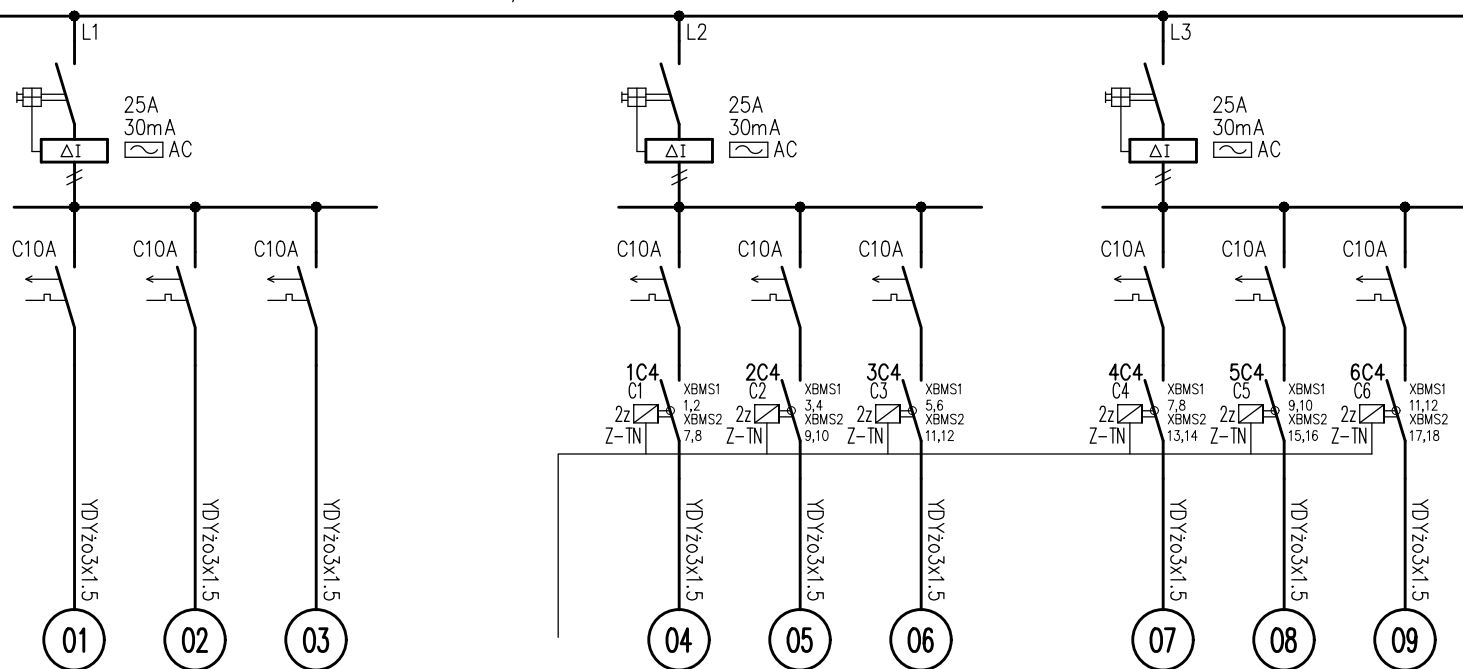 L1
L2
L3
25A
30mA
AC
ΔI
25A
30mA
AC
ΔI
25A
30mA
AC
ΔI
C10A
C10A
C10A
C10A
C10A
C10A
C10A
C10A
C10A
1C4
C1
2z
Z-TN
XBMS1
1,2
XBMS2
7,8
2C4
C2
2z
Z-TN
XBMS1
3,4
XBMS2
9,10
3C4
C3
2z
Z-TN
XBMS1
5,6
XBMS2
11,12
4C4
C4
2z
Z-TN
XBMS1
7,8
XBMS2
13,14
5C4
C5
2z
Z-TN
XBMS1
9,10
XBMS2
15,16
6C4
C6
2z
Z-TN
XBMS1
11,12
XBMS2
17,18
YDYżo3x1.5
YDYżo3x1.5
YDYżo3x1.5
YDYżo3x1.5
YDYżo3x1.5
YDYżo3x1.5
YDYżo3x1.5
YDYżo3x1.5
YDYżo3x1.5
01
02
03
04
05
06
07
08
09